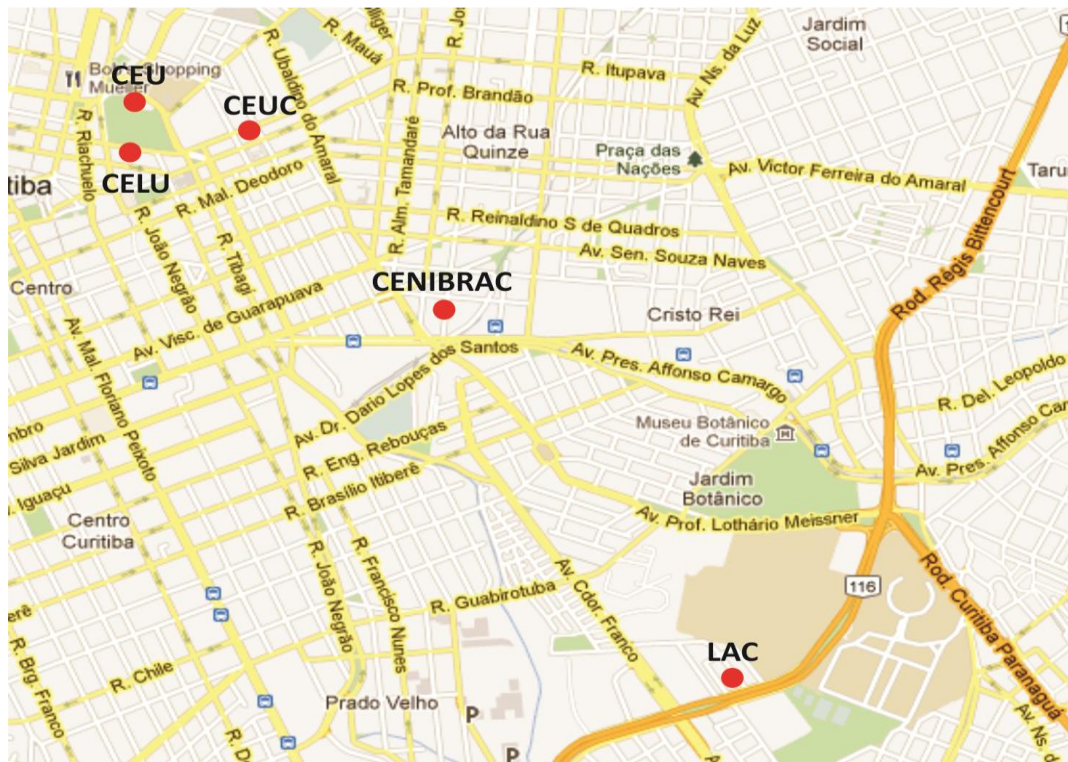 Jardim
Social
R. Mauá
R. Itupava
Av. Ns. da Luz
R. Ubaldino do Amaral
Shopping
CEU
R. Prof. Brandão
CEUC
Alto da Rua
Quinze
Praça das
Nações
R. Riachuelo
CELU
Av. Victor Ferreira do Amaral
R. Mal. Deodoro
R. Alm. Tamandaré
R. Reinaldino S de Quadros
R. João Negrão
R. Tibagi
Av. Sen. Souza Naves
Rod. Régis Bittencourt
Centro
CENIBRAC
Av. Visc. de Guarapuava
Cristo Rei
Av. Mal. Floriano Peixoto
Av. Dr. Dario Lopes dos Santos
Av. Pres. Affonso Camargo
R. Del. Leopoldo
Museu Botânico
de Curitiba
Silva Jardim
R. Eng. Rebouças
Av. Pres. Affonso Car
Iguaçu
R. Brasílio Itiberê
Jardim
Botânico
Centro
Curitiba
Av. Prof. Lothário Meissner
R. João Negrão
R. Francisco Nunes
Av. Cdor. Franco
Rod. Curitiba Paranaguá
116
R. Guabirotuba
R. Brg. Franco
R. Chile
LAC
Prado Velho
P
P
Av. Ns. d